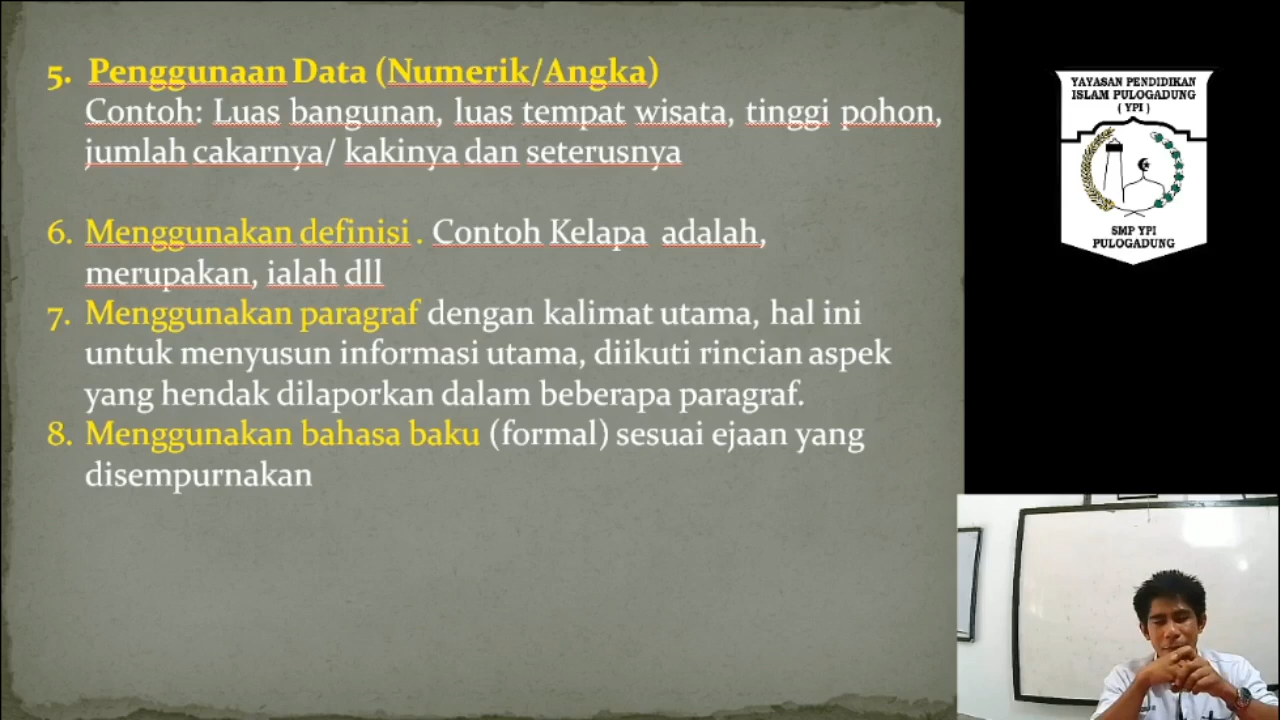 5. Penggunaan Data (Numerik/Angka)
Contoh: Luas bangunan, luas tempat wisata, tinggi pohon,
jumlah cakarnya/ kakinya dan seterusnya
6. Menggunakan definisi . Contoh Kelapa adalah,
merupakan, ialah dll
7. Menggunakan paragraf dengan kalimat utama, hal ini
untuk menyusun informasi utama, diikuti rincian aspek
yang hendak dilaporkan dalam beberapa paragraf.
8. Menggunakan bahasa baku (formal) sesuai ejaan yang
disempurnakan
YAYASAN PENDIDIKAN
ISLAM PULOGADUNG
( YPI )
SMP YPI
PULOGADUNG